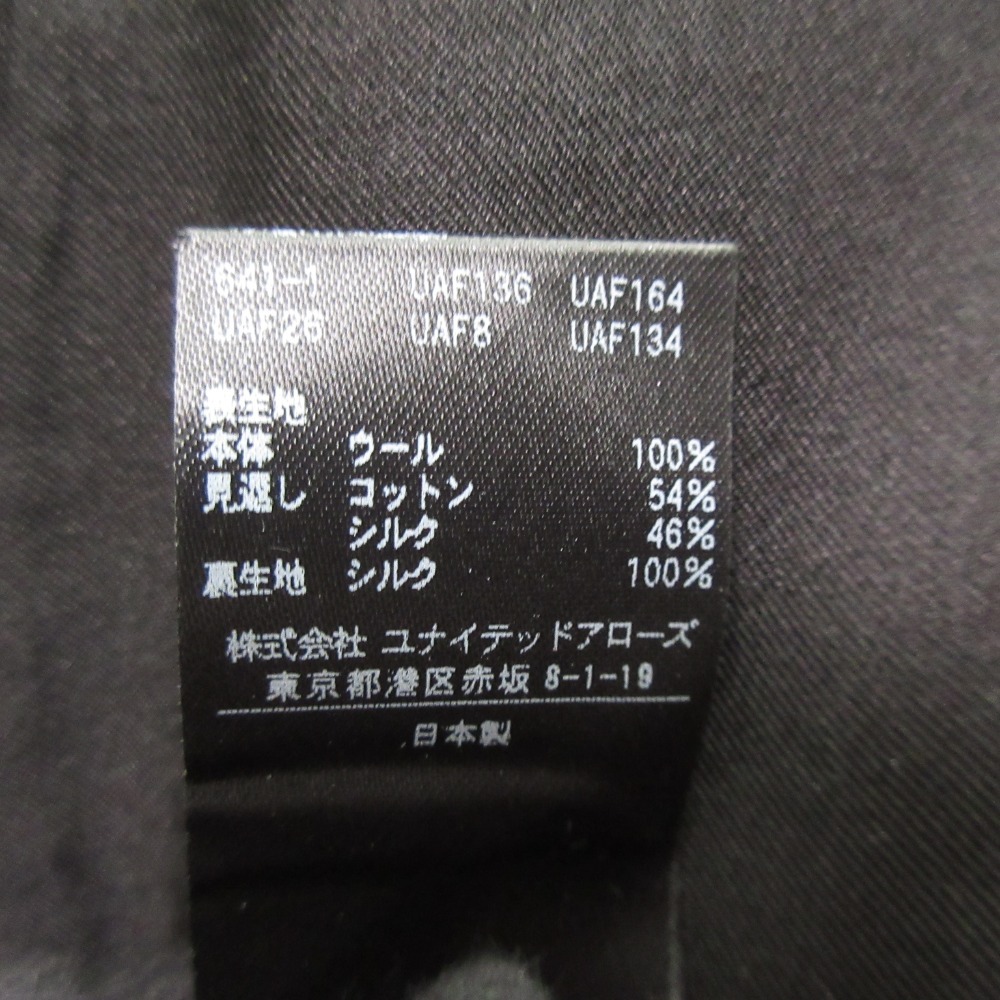 641-1 UAF136 UAF164
UAF26 UAF8 UAF134
表生地
本体 ウール 100%
見返し コットン 54%
シルク 46%
裏生地 シルク 100%
株式会社 ユナイテッドアローズ
東京都港区赤坂 8-1-19
日本製